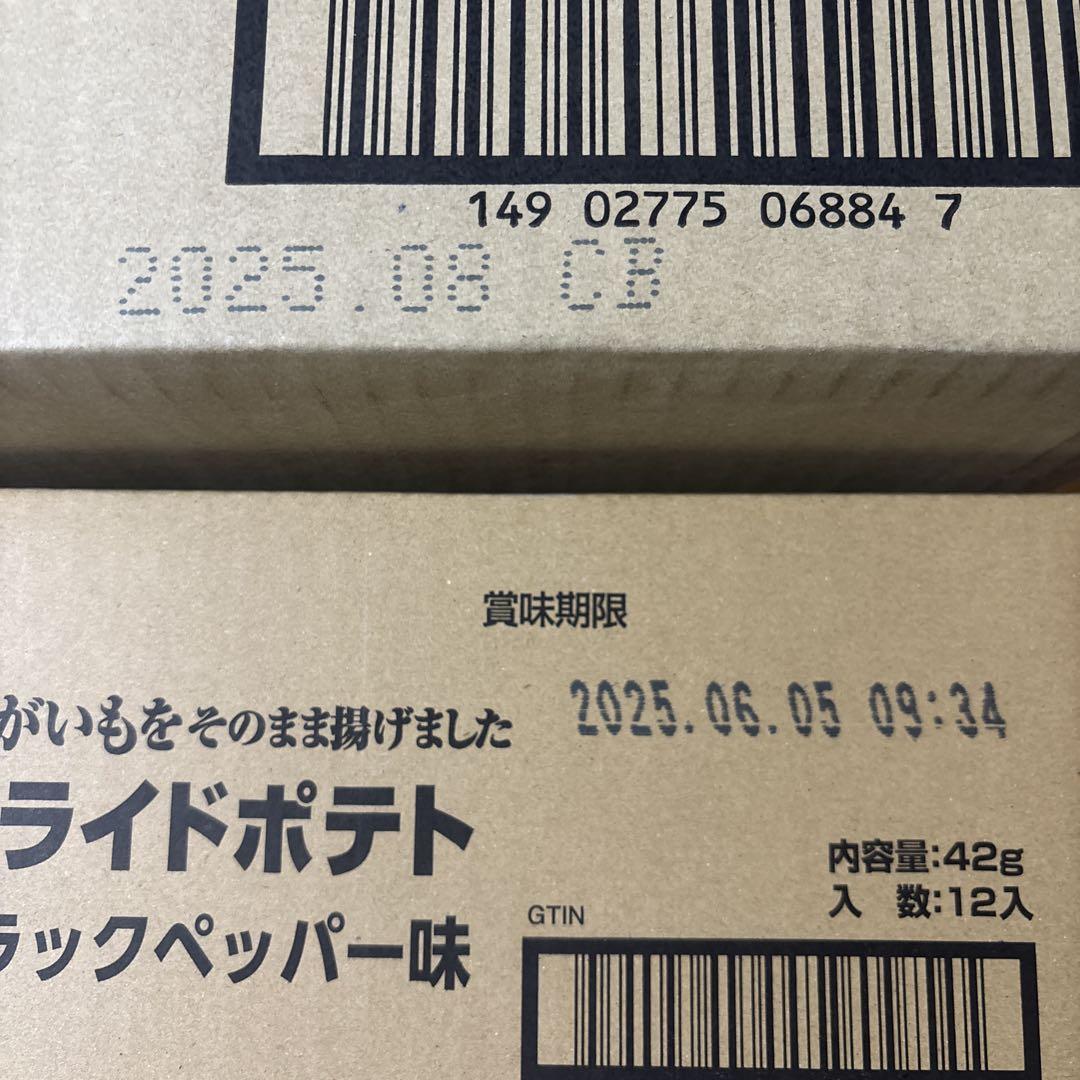 149 02775 06884 7
2025.08 CB
賞味期限
2025.06.05 09:34
がいもをそのまま揚げました
ライドポテト
ラックペッパー味
内容量:42g
入 数:12入
GTIN